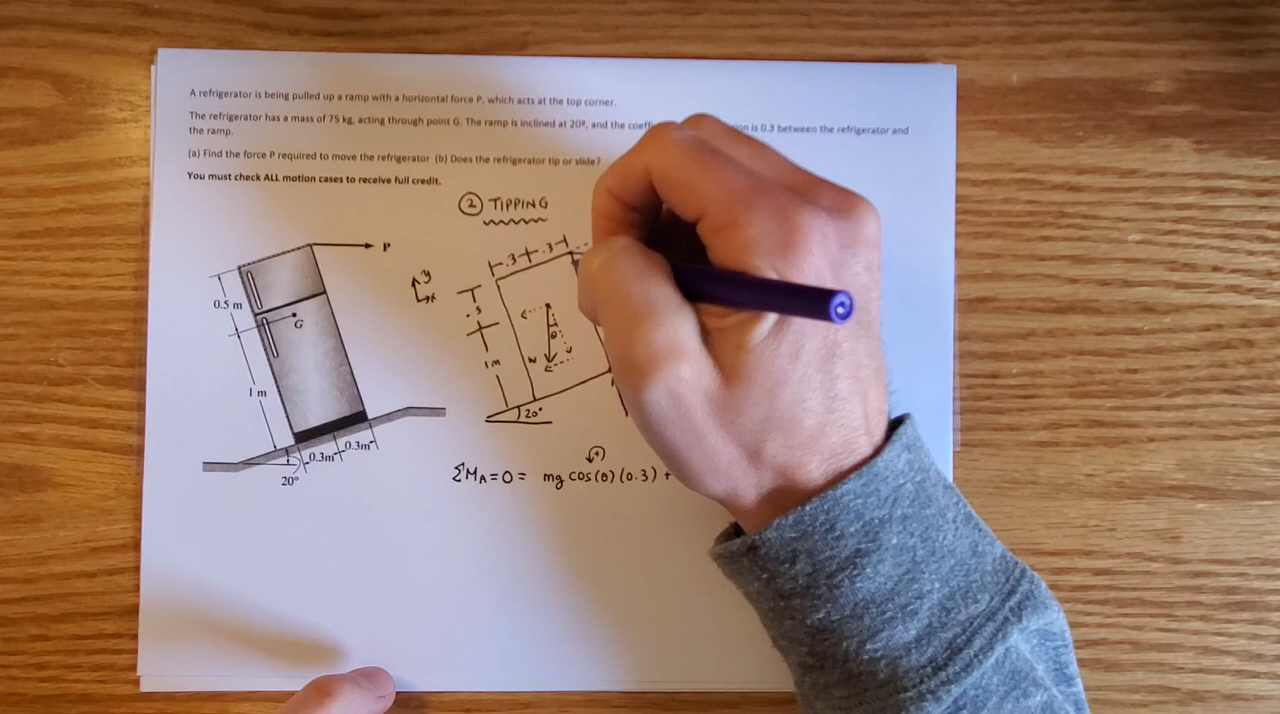 A refrigerator is being pulled up a ramp with a horizontal force P, which acts at the top corner.
The refrigerator has a mass of 75 kg, acting through point G. The ramp is inclined at 20º, and the is 0.3 between the refrigerator and
the ramp.
(a) Find the force P required to move the refrigerator (b) Does the refrigerator tip or slide?
You must check ALL motion cases to receive full credit.
② TIPPING
P
0.5 m
G
1 m
0.3m
0.3m
20°
y
x
.3
.3
.5
1m
θ
W
20°
(+)
ΣM_A = 0 = mg cos(θ)(0.3) +